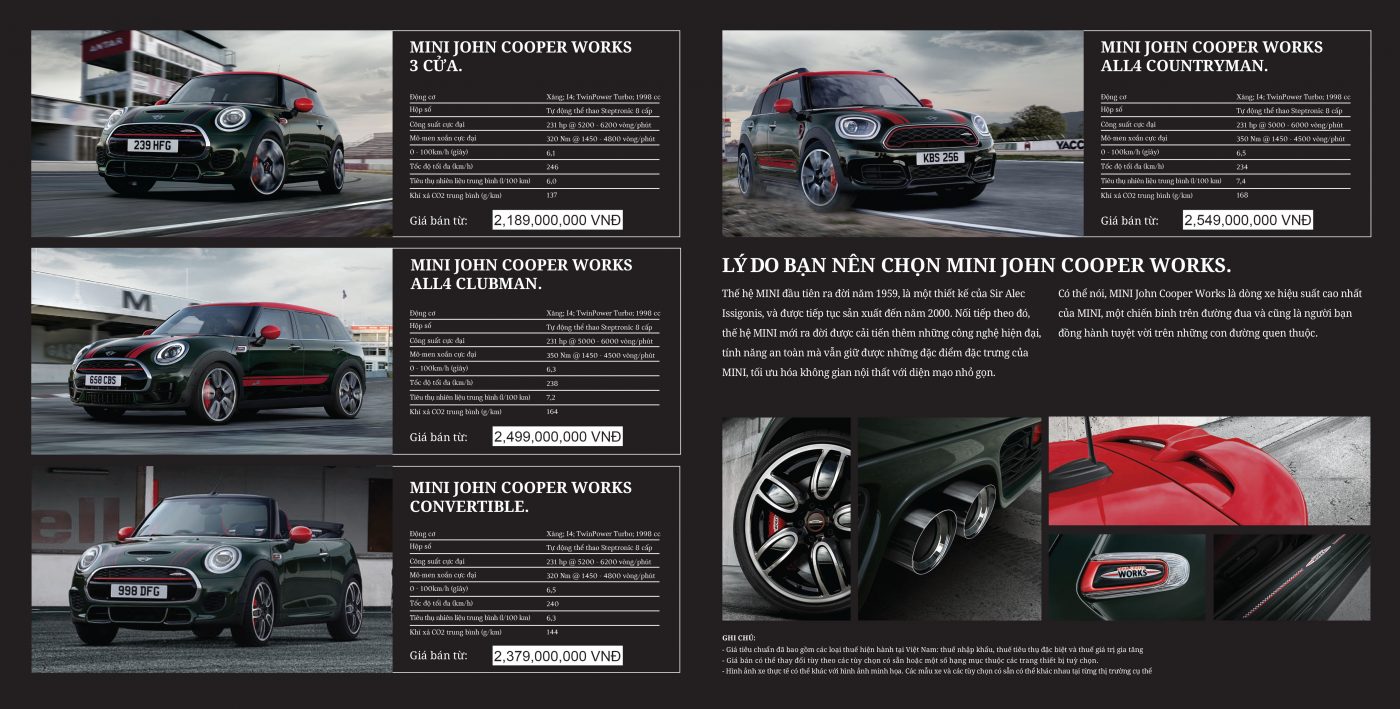 MINI JOHN COOPER WORKS
3 CỬA.
Động cơ Xăng; I4; TwinPower Turbo; 1998 cc
Hộp số Tự động thể thao Steptronic 8 cấp
Công suất cực đại 231 hp @ 5200 - 6200 vòng/phút
Mô-men xoắn cực đại 320 Nm @ 1450 - 4800 vòng/phút
0 - 100km/h (giây) 6,1
Tốc độ tối đa (km/h) 246
Tiêu thụ nhiên liệu trung bình (l/100 km) 6,0
Khí xả CO2 trung bình (g/km) 137
Giá bán từ: 2,189,000,000 VNĐ
ANTAR
union
239 HFG
MINI JOHN COOPER WORKS
ALL4 CLUBMAN.
Động cơ Xăng; I4; TwinPower Turbo; 1998 cc
Hộp số Tự động thể thao Steptronic 8 cấp
Công suất cực đại 231 hp @ 5000 - 6000 vòng/phút
Mô-men xoắn cực đại 350 Nm @ 1450 - 4500 vòng/phút
0 - 100km/h (giây) 6,3
Tốc độ tối đa (km/h) 238
Tiêu thụ nhiên liệu trung bình (l/100 km) 7,2
Khí xả CO2 trung bình (g/km) 164
Giá bán từ: 2,499,000,000 VNĐ
M
658 CBS
MINI JOHN COOPER WORKS
CONVERTIBLE.
Động cơ Xăng; I4; TwinPower Turbo; 1998 cc
Hộp số Tự động thể thao Steptronic 8 cấp
Công suất cực đại 231 hp @ 5200 - 6200 vòng/phút
Mô-men xoắn cực đại 320 Nm @ 1450 - 4800 vòng/phút
0 - 100km/h (giây) 6,5
Tốc độ tối đa (km/h) 240
Tiêu thụ nhiên liệu trung bình (l/100 km) 6,3
Khí xả CO2 trung bình (g/km) 144
Giá bán từ: 2,379,000,000 VNĐ
ell
998 DFG
MINI JOHN COOPER WORKS
ALL4 COUNTRYMAN.
Động cơ Xăng; I4; TwinPower Turbo; 1998 cc
Hộp số Tự động thể thao Steptronic 8 cấp
Công suất cực đại 231 hp @ 5000 - 6000 vòng/phút
Mô-men xoắn cực đại 350 Nm @ 1450 - 4500 vòng/phút
0 - 100km/h (giây) 6,5
Tốc độ tối đa (km/h) 234
Tiêu thụ nhiên liệu trung bình (l/100 km) 7,4
Khí xả CO2 trung bình (g/km) 168
Giá bán từ: 2,549,000,000 VNĐ
YACC
KBS 256
LÝ DO BẠN NÊN CHỌN MINI JOHN COOPER WORKS.
Thế hệ MINI đầu tiên ra đời năm 1959, là một thiết kế của Sir Alec
Issigonis, và được tiếp tục sản xuất đến năm 2000. Nối tiếp theo đó,
thế hệ MINI mới ra đời được cải tiến thêm những công nghệ hiện đại,
tính năng an toàn mà vẫn giữ được những đặc điểm đặc trưng của
MINI, tối ưu hóa không gian nội thất với diện mạo nhỏ gọn.
Có thể nói, MINI John Cooper Works là dòng xe hiệu suất cao nhất
của MINI, một chiến binh trên đường đua và cũng là người bạn
đồng hành tuyệt vời trên những con đường quen thuộc.
WORKS
GHI CHÚ:
- Giá tiêu chuẩn đã bao gồm các loại thuế hiện hành tại Việt Nam: thuế nhập khẩu, thuế tiêu thụ đặc biệt và thuế giá trị gia tăng
- Giá bán có thể thay đổi tùy theo các tùy chọn có sẵn hoặc một số hạng mục thuộc các trang thiết bị tuỳ chọn.
- Hình ảnh xe thực tế có thể khác với hình ảnh minh họa. Các mẫu xe và các tùy chọn có sẵn có thể khác nhau tại từng thị trường cụ thể